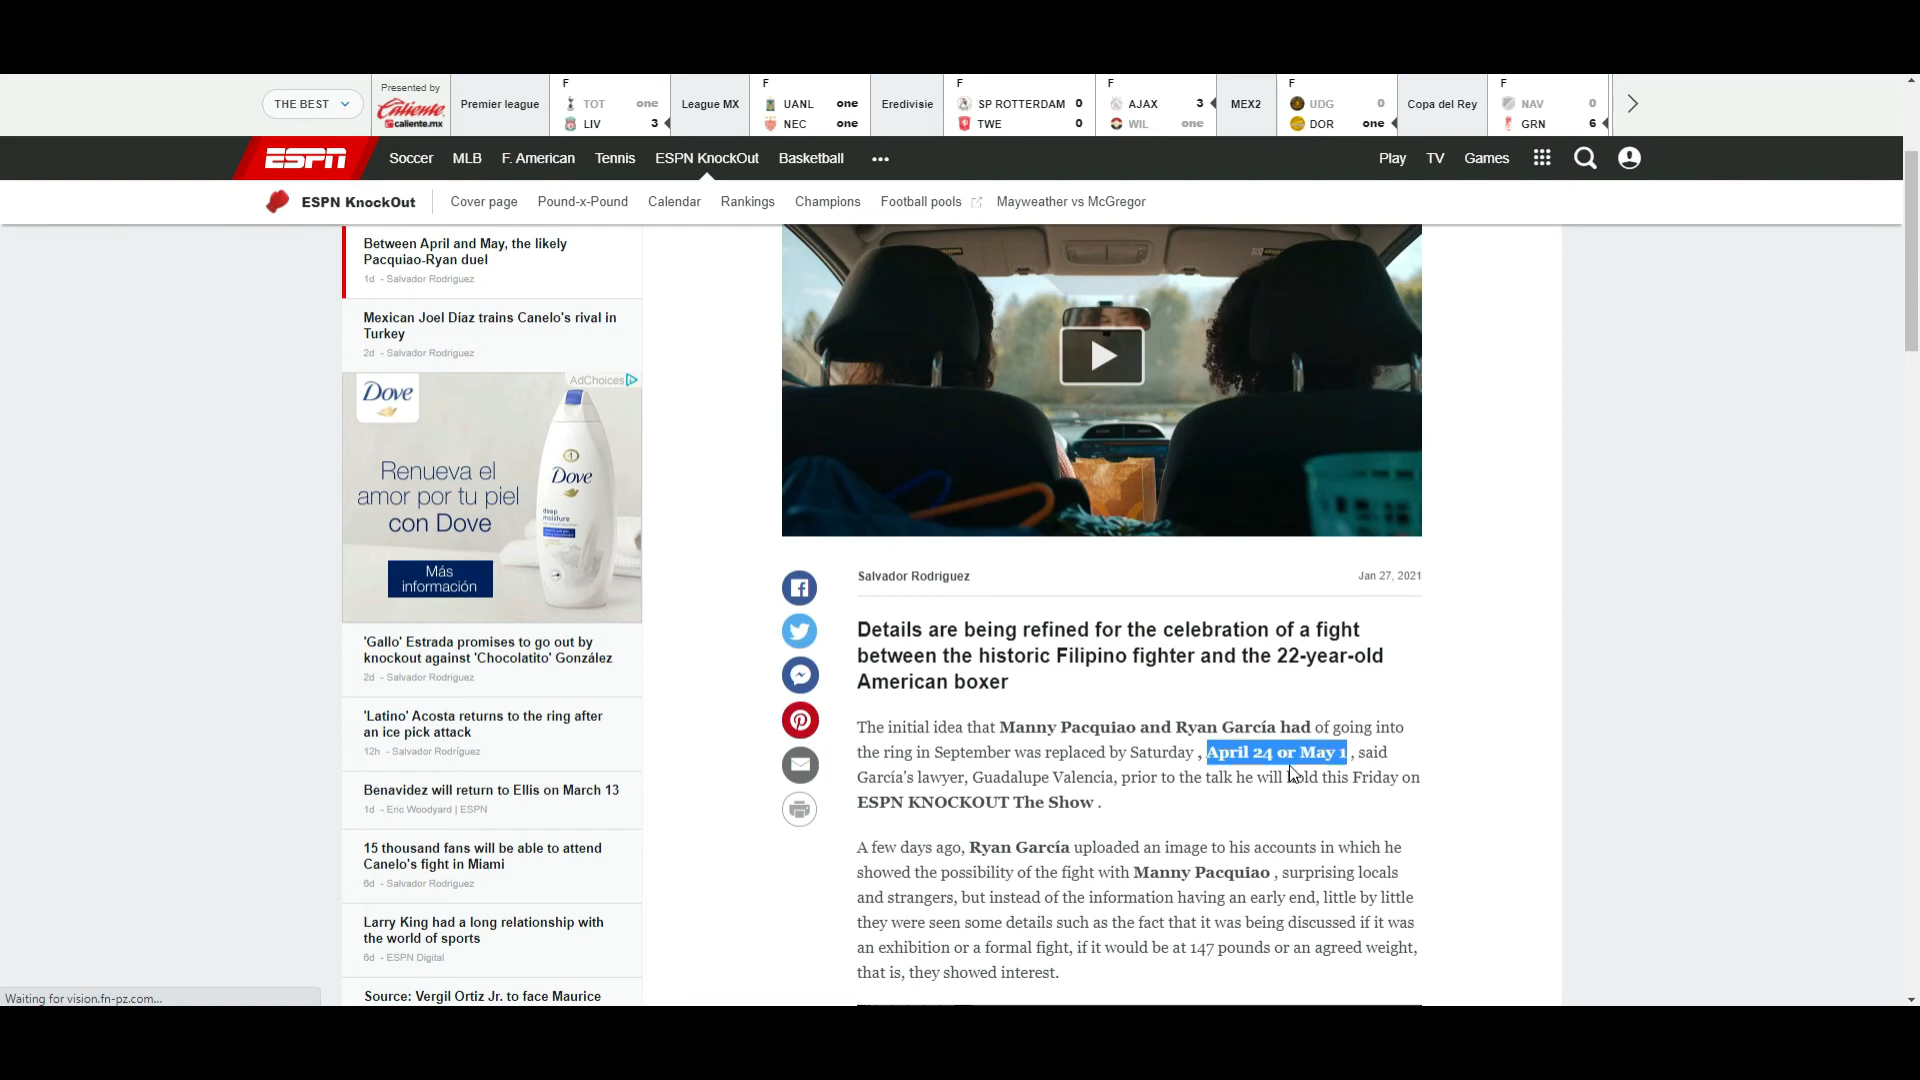 THE BEST
Presented by
Caliente
caliente.mx
Premier league
F
TOT one
LIV 3
League MX
F
UANL one
NEC one
Eredivisie
F
SP ROTTERDAM 0
TWE 0
F
AJAX 3
WIL one
MEX2
F
UDG 0
DOR one
Copa del Rey
F
NAV 0
GRN 6
ESPN
Soccer MLB F. American Tennis ESPN KnockOut Basketball
Play TV Games
ESPN KnockOut
Cover page Pound-x-Pound Calendar Rankings Champions Football pools Mayweather vs McGregor
Between April and May, the likely
Pacquiao-Ryan duel
1d - Salvador Rodriguez
Mexican Joel Díaz trains Canelo's rival in
Turkey
2d - Salvador Rodriguez
AdChoices
Dove
Renueva el
amor por tu piel
con Dove
Más
información
Dove
deep
moisture
'Gallo' Estrada promises to go out by
knockout against 'Chocolatito' González
2d - Salvador Rodriguez
'Latino' Acosta returns to the ring after
an ice pick attack
12h - Salvador Rodríguez
Benavidez will return to Ellis on March 13
1d - Eric Woodyard | ESPN
15 thousand fans will be able to attend
Canelo's fight in Miami
6d - Salvador Rodriguez
Larry King had a long relationship with
the world of sports
6d - ESPN Digital
Source: Vergil Ortiz Jr. to face Maurice
Salvador Rodriguez
Jan 27, 2021
Details are being refined for the celebration of a fight
between the historic Filipino fighter and the 22-year-old
American boxer
The initial idea that Manny Pacquiao and Ryan García had of going into
the ring in September was replaced by Saturday , April 24 or May 1 , said
García's lawyer, Guadalupe Valencia, prior to the talk he will hold this Friday on
ESPN KNOCKOUT The Show .
A few days ago, Ryan García uploaded an image to his accounts in which he
showed the possibility of the fight with Manny Pacquiao , surprising locals
and strangers, but instead of the information having an early end, little by little
they were seen some details such as the fact that it was being discussed if it was
an exhibition or a formal fight, if it would be at 147 pounds or an agreed weight,
that is, they showed interest.
Waiting for vision.fn-pz.com...